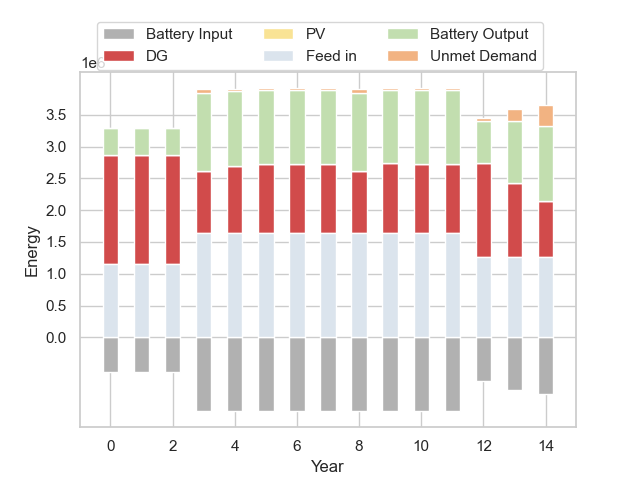 Battery Input PV Battery Output
DG Feed in Unmet Demand
1e6
3.5
3.0
2.5
2.0
1.5
1.0
0.5
0.0
Energy
0 2 4 6 8 10 12 14
Year